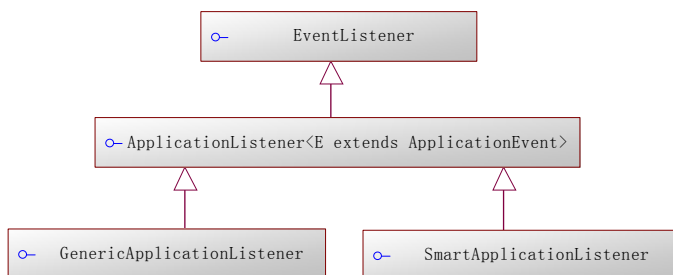 EventListener
ApplicationListener<E extends ApplicationEvent>
GenericApplicationListener
SmartApplicationListener